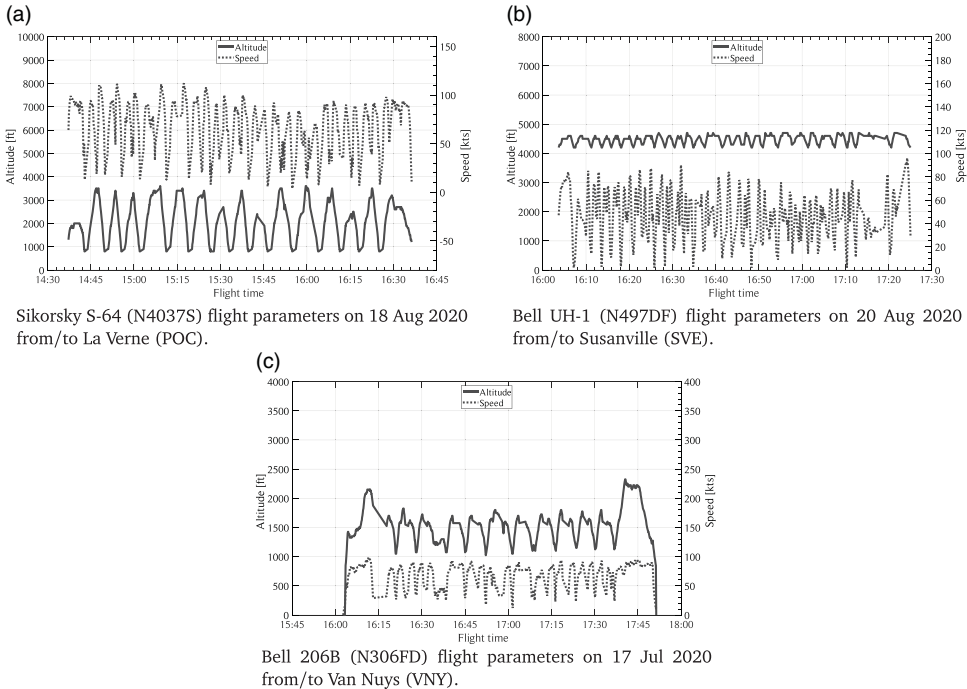 (a)
10000
9000
8000
7000
6000
5000
4000
3000
2000
1000
0
Altitude [ft]
150
100
50
0
-50
Speed [kts]
Altitude
Speed
14:30 14:45 15:00 15:15 15:30 15:45 16:00 16:15 16:30 16:45
Flight time
Sikorsky S-64 (N4037S) flight parameters on 18 Aug 2020
from/to La Verne (POC).
(b)
8000
7000
6000
5000
4000
3000
2000
1000
0
Altitude [ft]
200
180
160
140
120
100
80
60
40
20
0
Speed [kts]
Altitude
Speed
16:00 16:10 16:20 16:30 16:40 16:50 17:00 17:10 17:20 17:30
Flight time
Bell UH-1 (N497DF) flight parameters on 20 Aug 2020
from/to Susanville (SVE).
(c)
4000
3500
3000
2500
2000
1500
1000
500
0
Altitude [ft]
400
350
300
250
200
150
100
50
0
Speed [kts]
Altitude
Speed
15:45 16:00 16:15 16:30 16:45 17:00 17:15 17:30 17:45 18:00
Flight time
Bell 206B (N306FD) flight parameters on 17 Jul 2020
from/to Van Nuys (VNY).